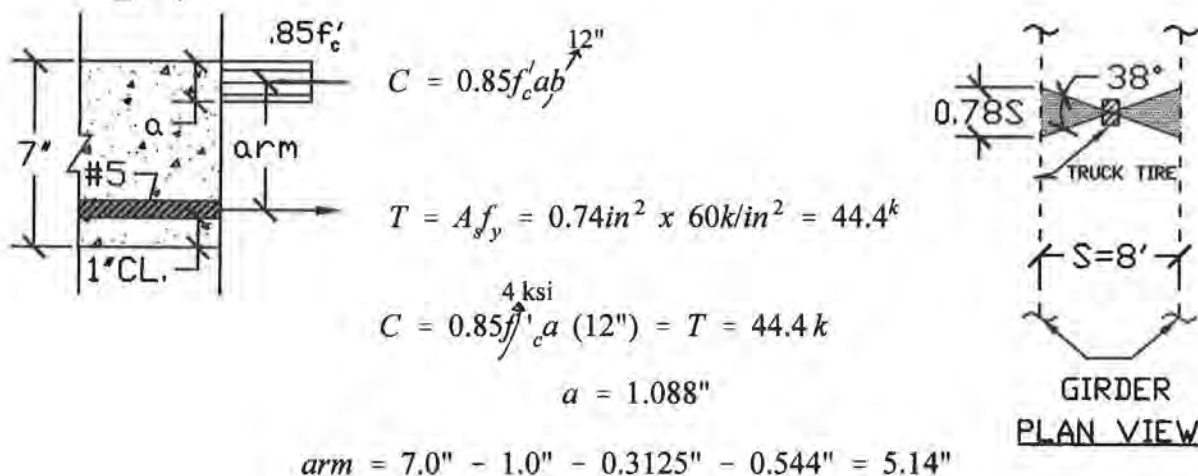 .85f'c
a
arm
7"
#5
1"CL.
12"
C = 0.85f'c ab
T = Asfy = 0.74in² x 60k/in² = 44.4ᵏ
4 ksi
C = 0.85f'c a (12") = T = 44.4 k
a = 1.088"
arm = 7.0" - 1.0" - 0.3125" - 0.544" = 5.14"
38°
0.78S
TRUCK TIRE
S=8'
GIRDER
PLAN VIEW